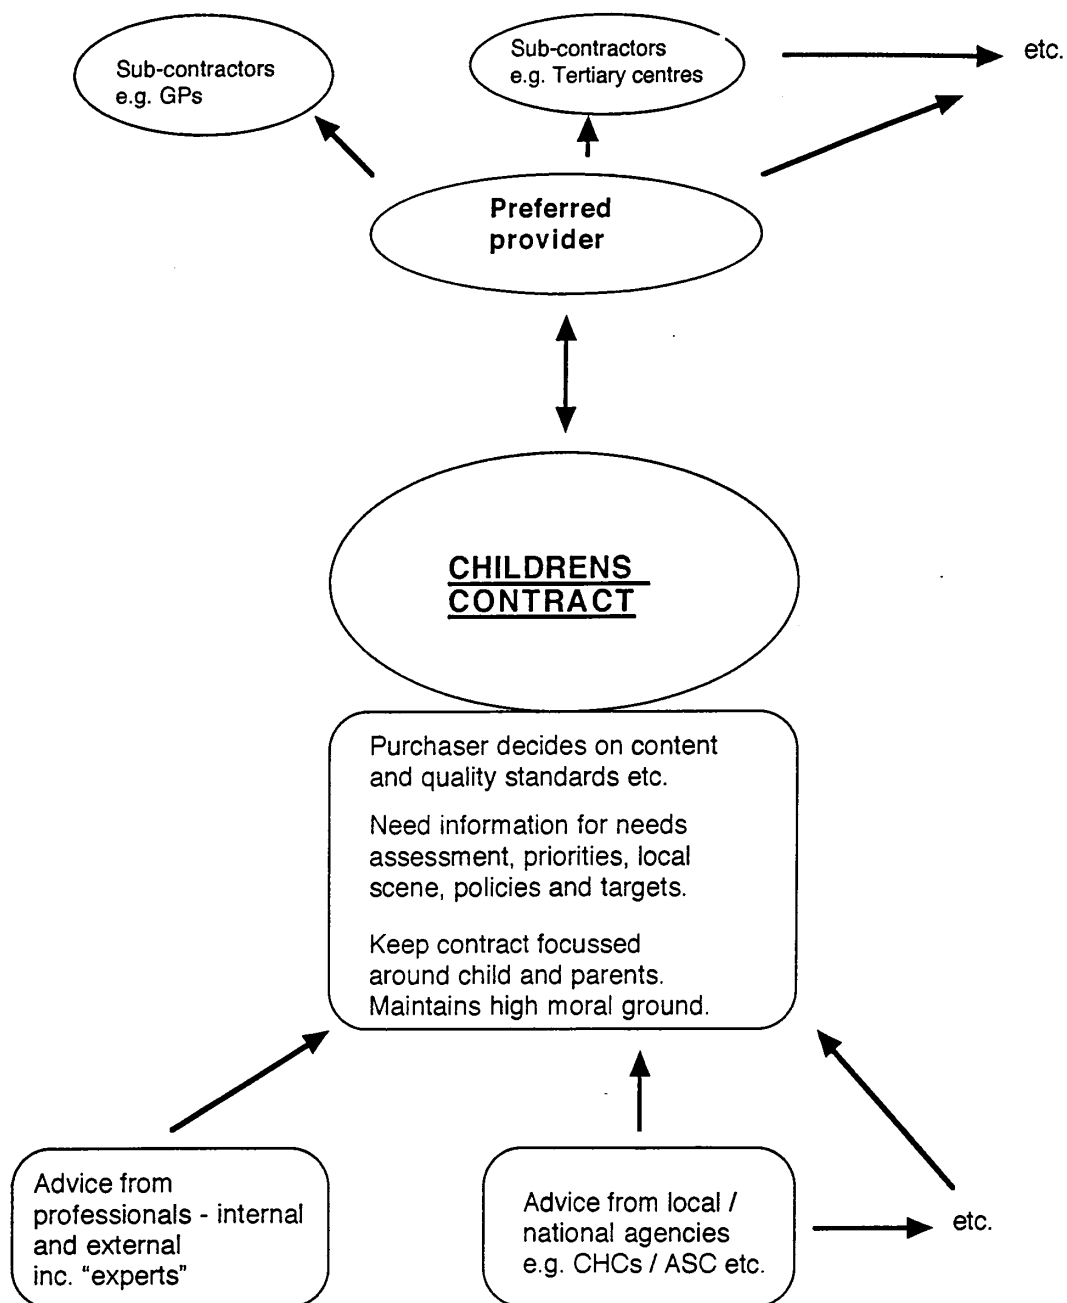 Sub-contractors
e.g. GPs
Sub-contractors
e.g. Tertiary centres
etc.
Preferred
provider
CHILDRENS
CONTRACT
Purchaser decides on content
and quality standards etc.
Need information for needs
assessment, priorities, local
scene, policies and targets.
Keep contract focussed
around child and parents.
Maintains high moral ground.
Advice from
professionals - internal
and external
inc. “experts”
Advice from local /
national agencies
e.g. CHCs / ASC etc.
etc.